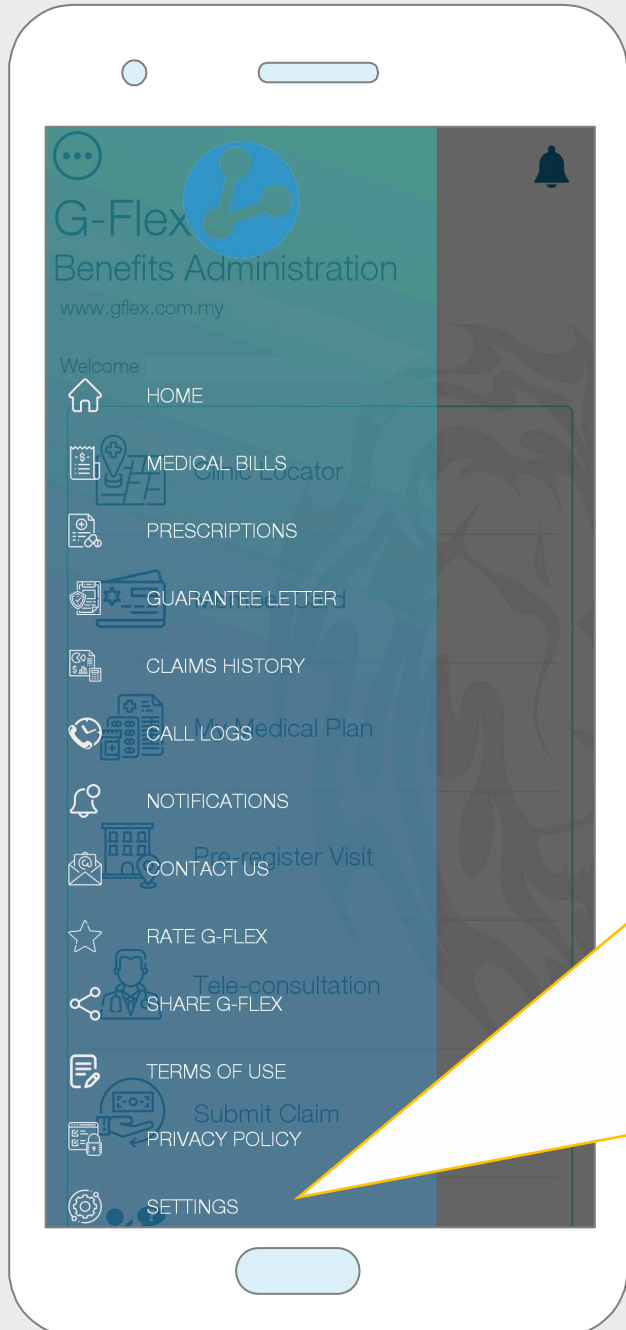 G-Flex
Benefits Administration
www.gflex.com.my
Welcome
HOME
MEDICAL BILLS
Clinic Locator
PRESCRIPTIONS
GUARANTEE LETTER
CLAIMS HISTORY
CALL LOGS
My Medical Plan
NOTIFICATIONS
Pre-register Visit
CONTACT US
RATE G-FLEX
Tele-consultation
SHARE G-FLEX
TERMS OF USE
Submit Claim
PRIVACY POLICY
SETTINGS